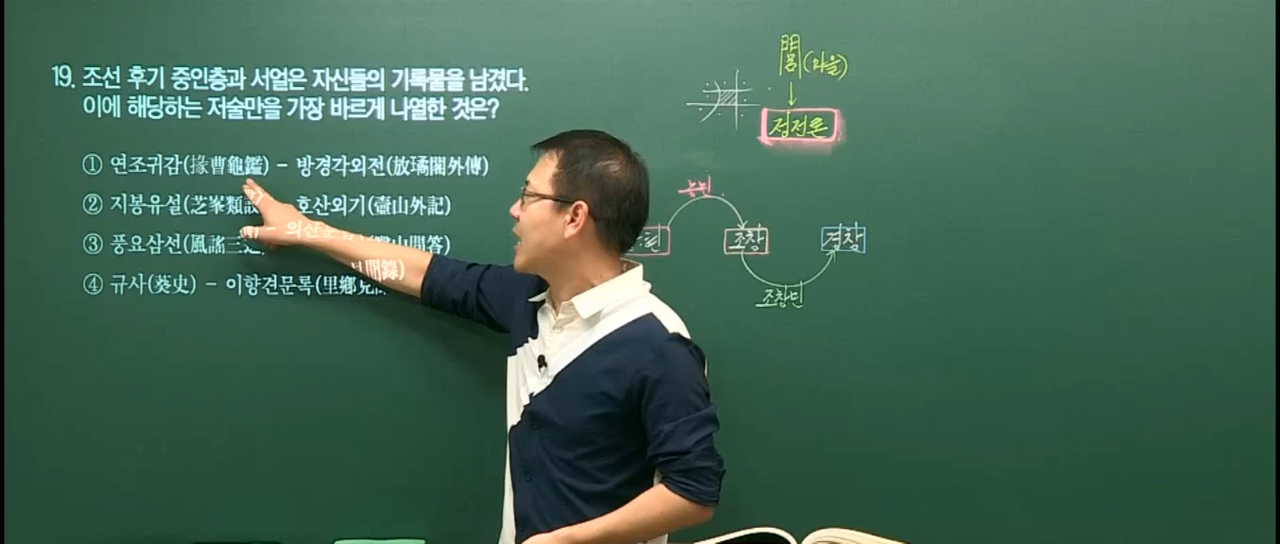 19. 조선 후기 중인층과 서얼은 자신들의 기록물을 남겼다.
이에 해당하는 저술만을 가장 바르게 나열한 것은?
① 연조귀감(掾曹龜鑑) - 방경각외전(放璚閣外傳)
② 지봉유설(芝峯類說 호산외기(壺山外記)
③ 풍요삼선(風謠三選) - 의산문답(毉山問答)
④ 규사(葵史) - 이향견문록(里鄕見聞錄)
閭(마을)
정전론
농민
현
조창
경창
조창민